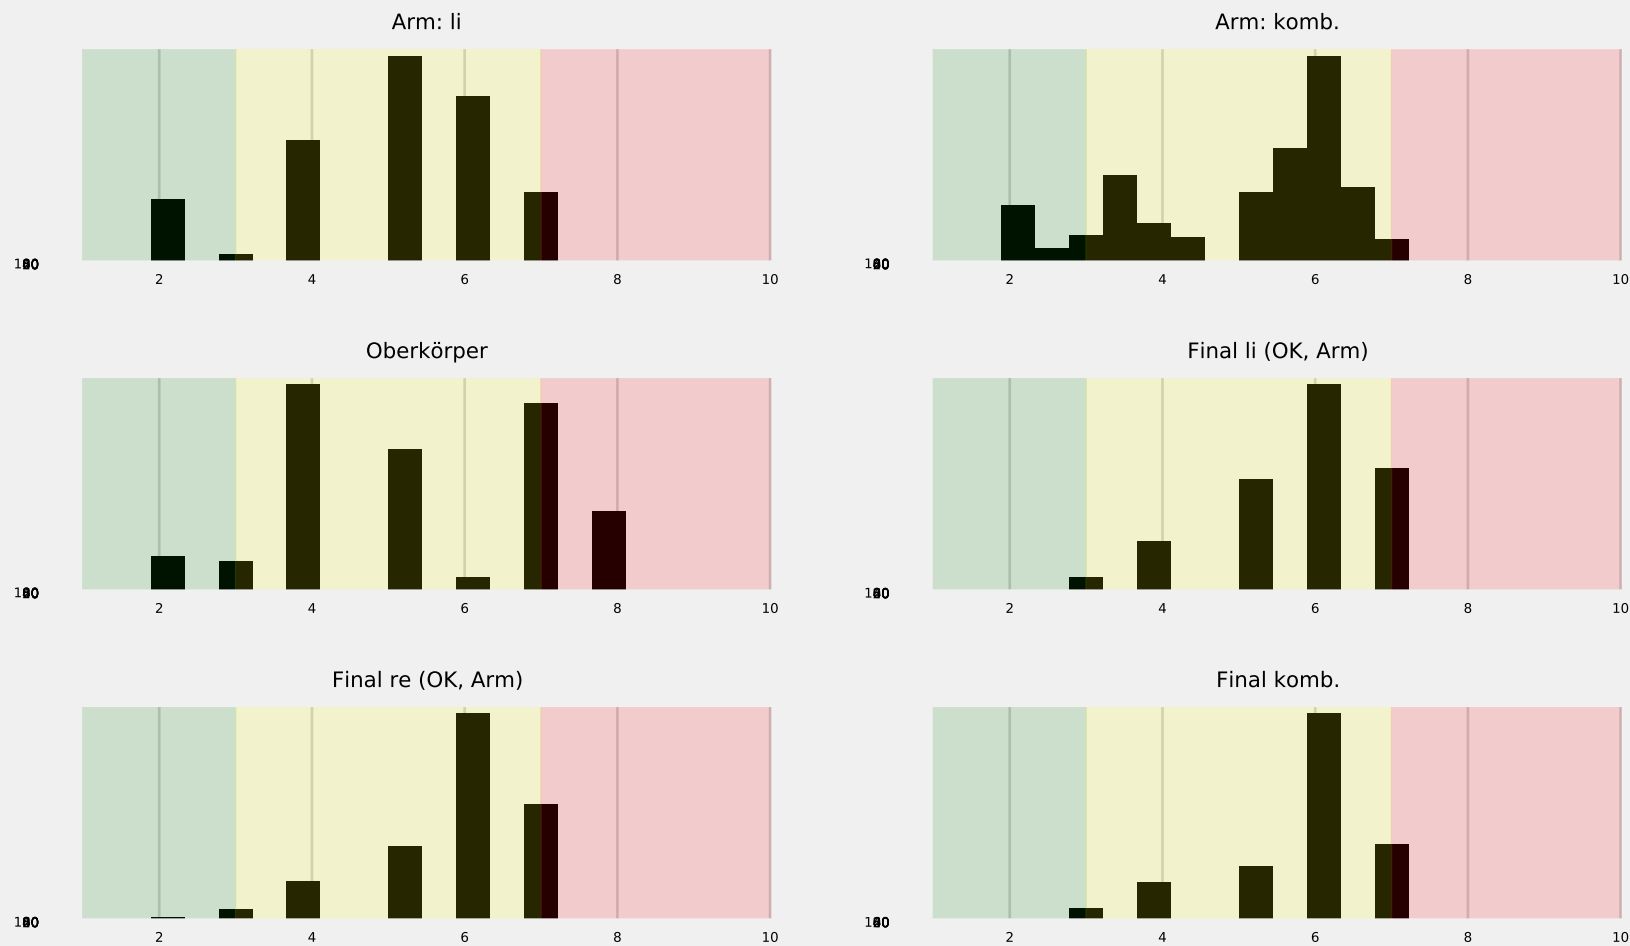 Arm: li
Arm: komb.
2 4 6 8 10
2 4 6 8 10
Oberkörper
Final li (OK, Arm)
2 4 6 8 10
2 4 6 8 10
Final re (OK, Arm)
Final komb.
2 4 6 8 10
2 4 6 8 10